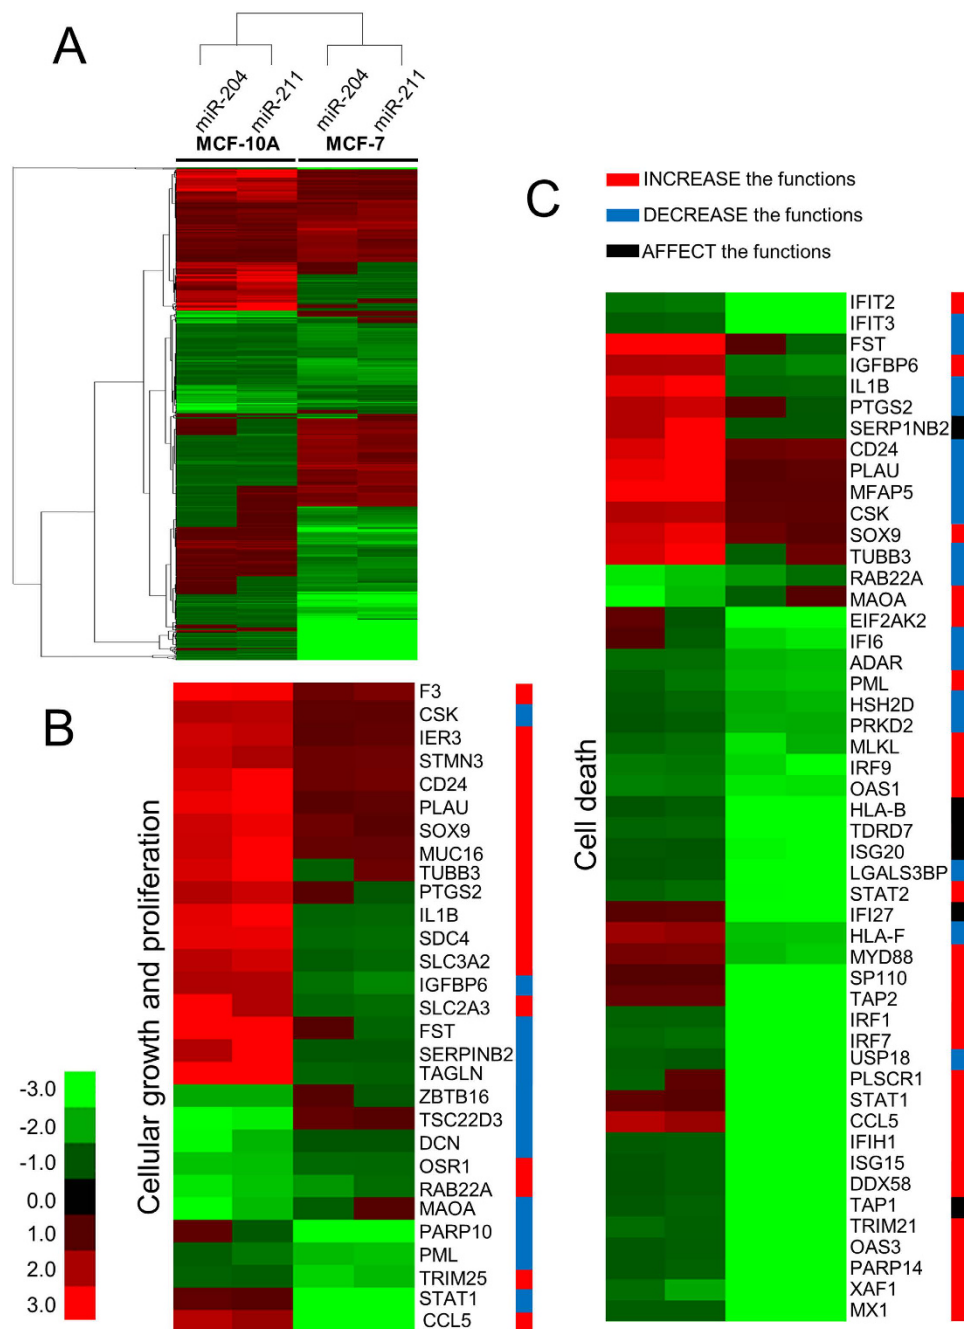 A
miR-204
miR-211
miR-204
miR-211
MCF-10A
MCF-7
C
INCREASE the functions
DECREASE the functions
AFFECT the functions
B
Cellular growth and proliferation
F3
CSK
IER3
STMN3
CD24
PLAU
SOX9
MUC16
TUBB3
PTGS2
IL1B
SDC4
SLC3A2
IGFBP6
SLC2A3
FST
SERPINB2
TAGLN
ZBTB16
TSC22D3
DCN
OSR1
RAB22A
MAOA
PARP10
PML
TRIM25
STAT1
CCL5
-3.0
-2.0
-1.0
0.0
1.0
2.0
3.0
Cell death
IFIT2
IFIT3
FST
IGFBP6
IL1B
PTGS2
SERP1NB2
CD24
PLAU
MFAP5
CSK
SOX9
TUBB3
RAB22A
MAOA
EIF2AK2
IFI6
ADAR
PML
HSH2D
PRKD2
MLKL
IRF9
OAS1
HLA-B
TDRD7
ISG20
LGALS3BP
STAT2
IFI27
HLA-F
MYD88
SP110
TAP2
IRF1
IRF7
USP18
PLSCR1
STAT1
CCL5
IFIH1
ISG15
DDX58
TAP1
TRIM21
OAS3
PARP14
XAF1
MX1